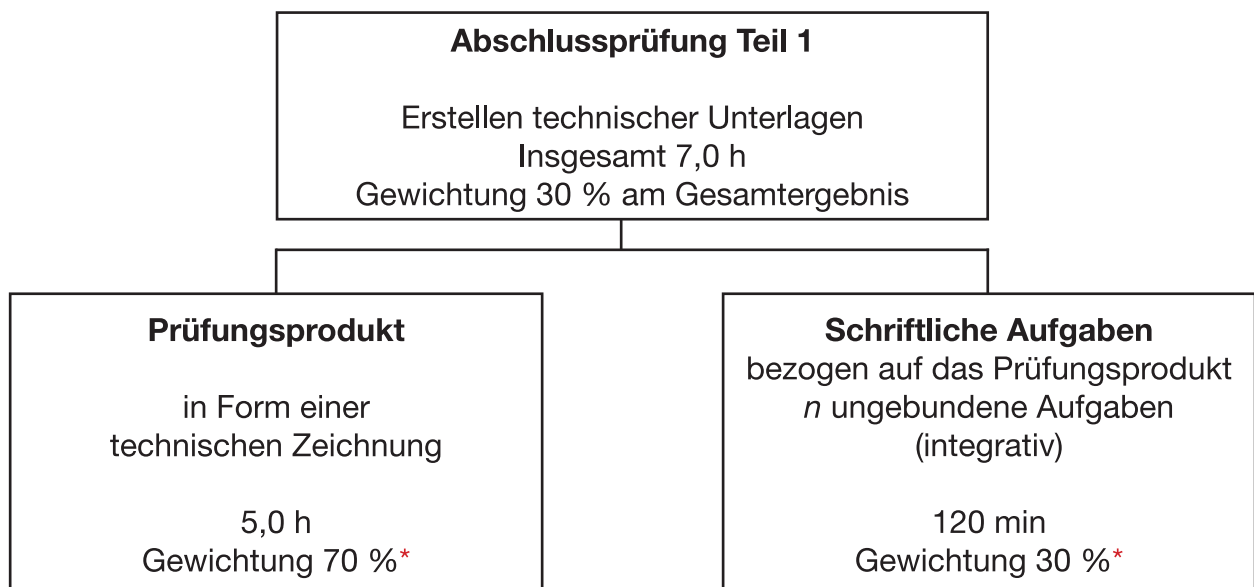 Abschlussprüfung Teil 1
Erstellen technischer Unterlagen
Insgesamt 7,0 h
Gewichtung 30 % am Gesamtergebnis
Prüfungsprodukt
in Form einer
technischen Zeichnung
5,0 h
Gewichtung 70 %*
Schriftliche Aufgaben
bezogen auf das Prüfungsprodukt
n ungebundene Aufgaben
(integrativ)
120 min
Gewichtung 30 %*